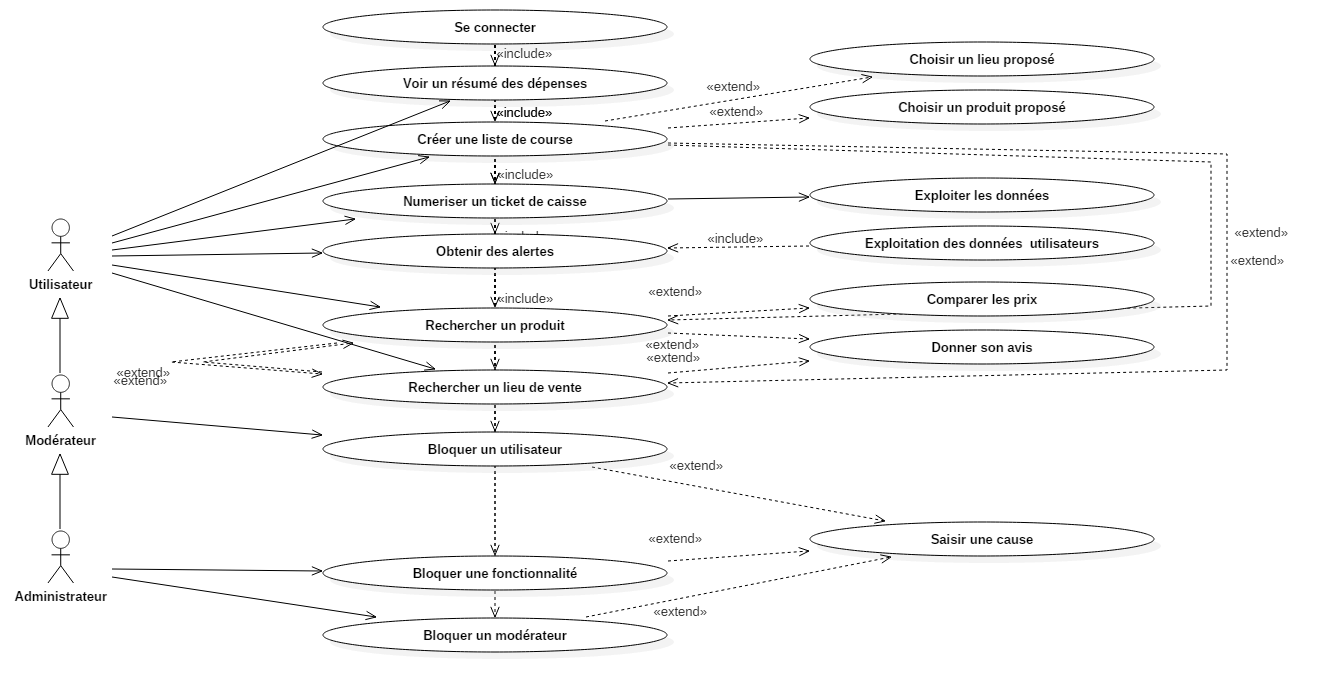 Se connecter
«include»
Choisir un lieu proposé
Voir un résumé des dépenses
«extend»
Choisir un produit proposé
«include»
«extend»
Créer une liste de course
«include»
Exploiter les données
Numeriser un ticket de caisse
«extend»
«include»
Exploitation des données  utilisateurs
Obtenir des alertes
«extend»
Utilisateur
«extend»
«include»
Comparer les prix
Rechercher un produit
«extend»
Donner son avis
«extend»
«extend»
«extend»
Rechercher un lieu de vente
Modérateur
Bloquer un utilisateur
«extend»
«extend»
Saisir une cause
Bloquer une fonctionnalité
Administrateur
«extend»
Bloquer un modérateur